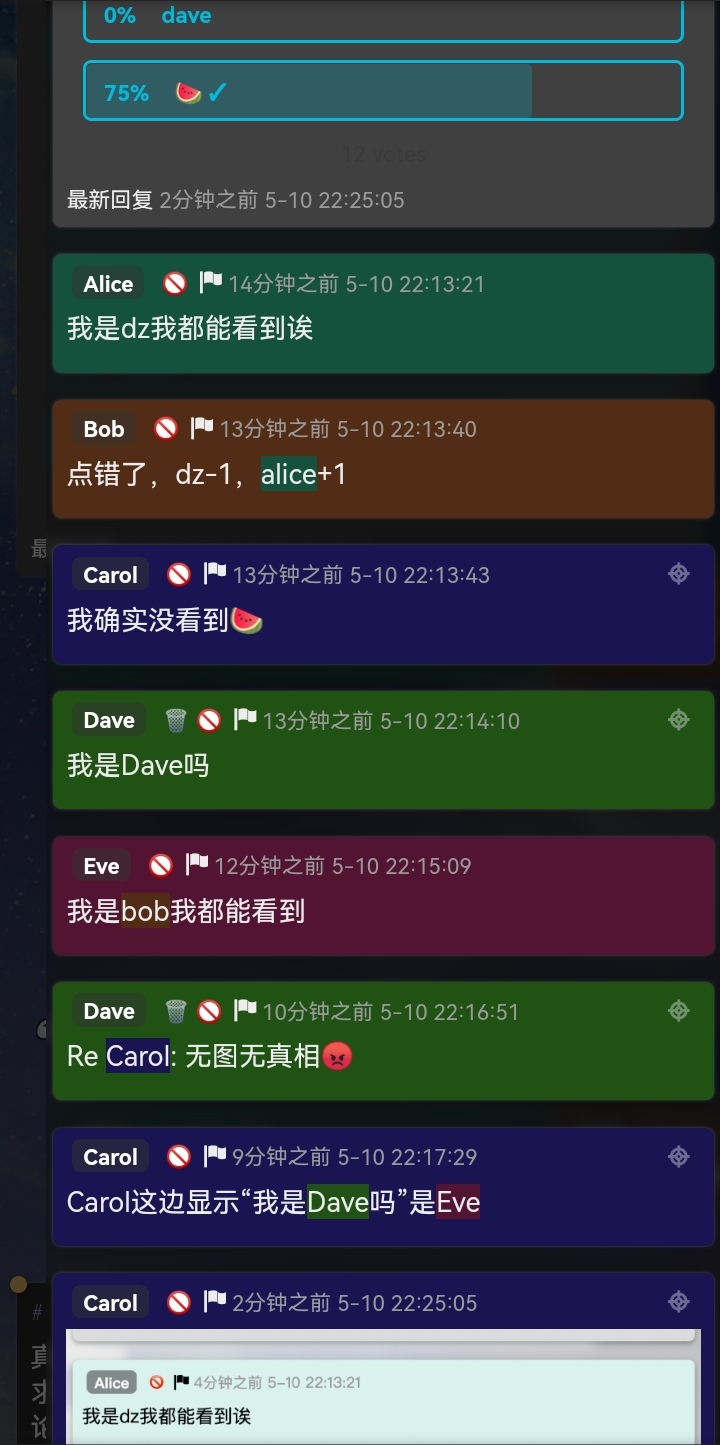 0% dave
75% 🍉✓
12 votes
最新回复 2分钟之前 5-10 22:25:05
Alice 🚫 14分钟之前 5-10 22:13:21
我是dz我都能看到诶
Bob 🚫 13分钟之前 5-10 22:13:40
点错了，dz-1，alice+1
最
Carol 🚫 13分钟之前 5-10 22:13:43
我确实没看到🍉
Dave 🗑️ 🚫 13分钟之前 5-10 22:14:10
我是Dave吗
Eve 🚫 12分钟之前 5-10 22:15:09
我是bob我都能看到
Dave 🗑️ 🚫 10分钟之前 5-10 22:16:51
Re Carol: 无图无真相😡
Carol 🚫 9分钟之前 5-10 22:17:29
Carol这边显示“我是Dave吗”是Eve
Carol 🚫 2分钟之前 5-10 22:25:05
#
Alice 🚫 4分钟之前 5-10 22:13:21
真
我是dz我都能看到诶
求
论